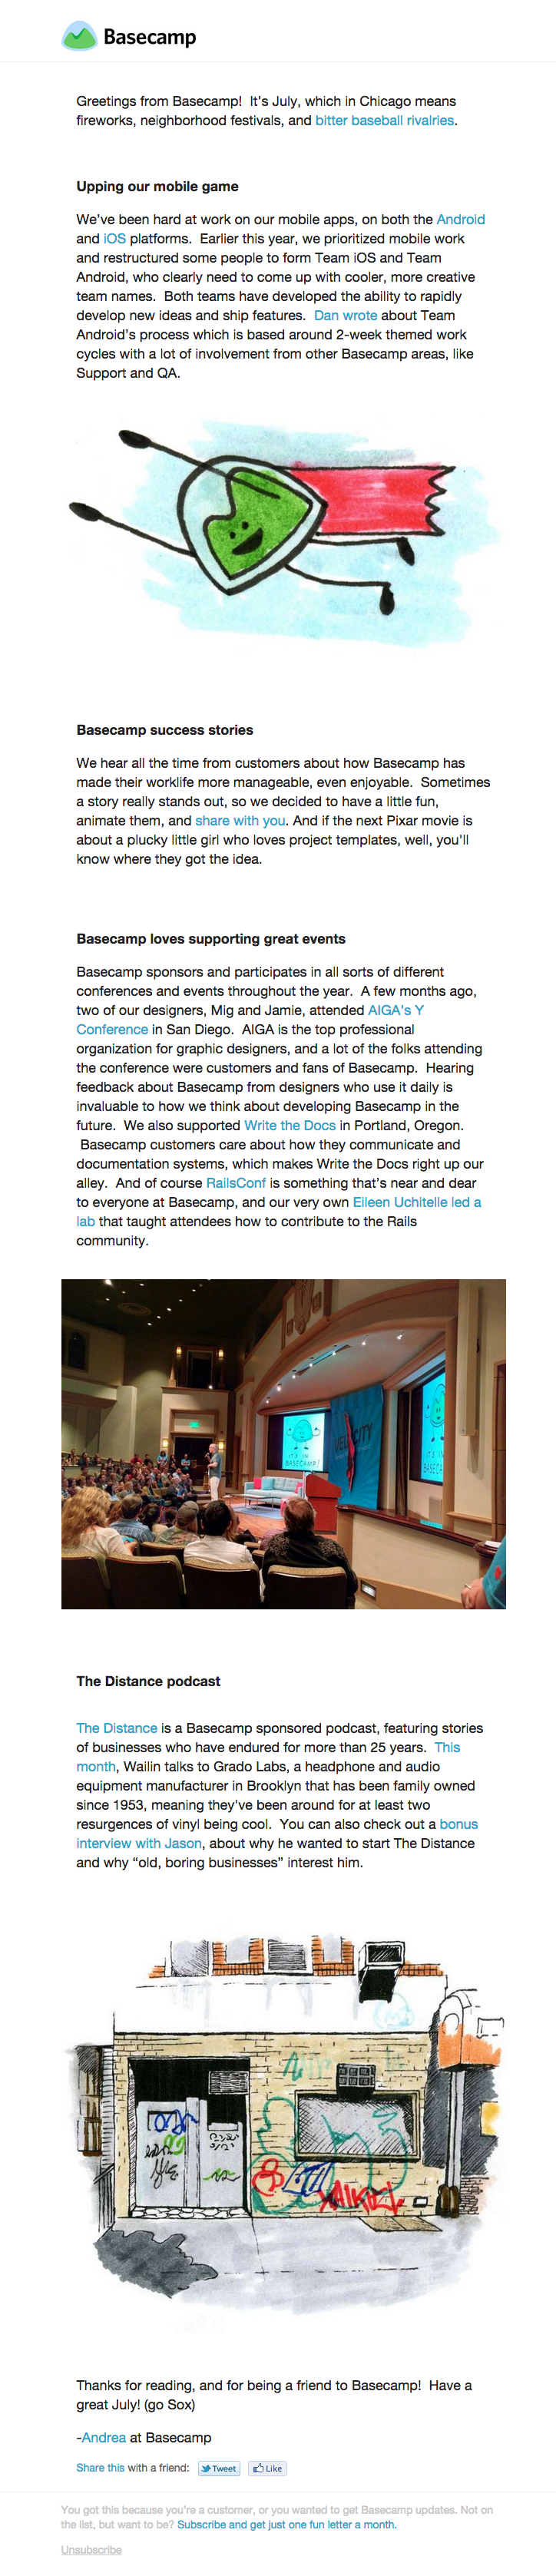 Basecamp
Greetings from Basecamp!  It's July, which in Chicago means
fireworks, neighborhood festivals, and bitter baseball rivalries.
Upping our mobile game
We've been hard at work on our mobile apps, on both the Android
and iOS platforms.  Earlier this year, we prioritized mobile work
and restructured some people to form Team iOS and Team
Android, who clearly need to come up with cooler, more creative
team names.  Both teams have developed the ability to rapidly
develop new ideas and ship features.  Dan wrote about Team
Android's process which is based around 2-week themed work
cycles with a lot of involvement from other Basecamp areas, like
Support and QA.
Basecamp success stories
We hear all the time from customers about how Basecamp has
made their worklife more manageable, even enjoyable.  Sometimes
a story really stands out, so we decided to have a little fun,
animate them, and share with you. And if the next Pixar movie is
about a plucky little girl who loves project templates, well, you'll
know where they got the idea.
Basecamp loves supporting great events
Basecamp sponsors and participates in all sorts of different
conferences and events throughout the year.  A few months ago,
two of our designers, Mig and Jamie, attended AIGA's Y
Conference in San Diego.  AIGA is the top professional
organization for graphic designers, and a lot of the folks attending
the conference were customers and fans of Basecamp.  Hearing
feedback about Basecamp from designers who use it daily is
invaluable to how we think about developing Basecamp in the
future.  We also supported Write the Docs in Portland, Oregon.
Basecamp customers care about how they communicate and
documentation systems, which makes Write the Docs right up our
alley.  And of course RailsConf is something that's near and dear
to everyone at Basecamp, and our very own Eileen Uchitelle led a
lab that taught attendees how to contribute to the Rails
community.
IT'S IN
BASECAMP!
VELOCITY
IT'S IN
BASECAMP
The Distance podcast
The Distance is a Basecamp sponsored podcast, featuring stories
of businesses who have endured for more than 25 years.  This
month, Wailin talks to Grado Labs, a headphone and audio
equipment manufacturer in Brooklyn that has been family owned
since 1953, meaning they've been around for at least two
resurgences of vinyl being cool.  You can also check out a bonus
interview with Jason, about why he wanted to start The Distance
and why “old, boring businesses” interest him.
Thanks for reading, and for being a friend to Basecamp!  Have a
great July! (go Sox)
-Andrea at Basecamp
Share this with a friend: Tweet Like
You got this because you're a customer, or you wanted to get Basecamp updates. Not on
the list, but want to be? Subscribe and get just one fun letter a month.
Unsubscribe